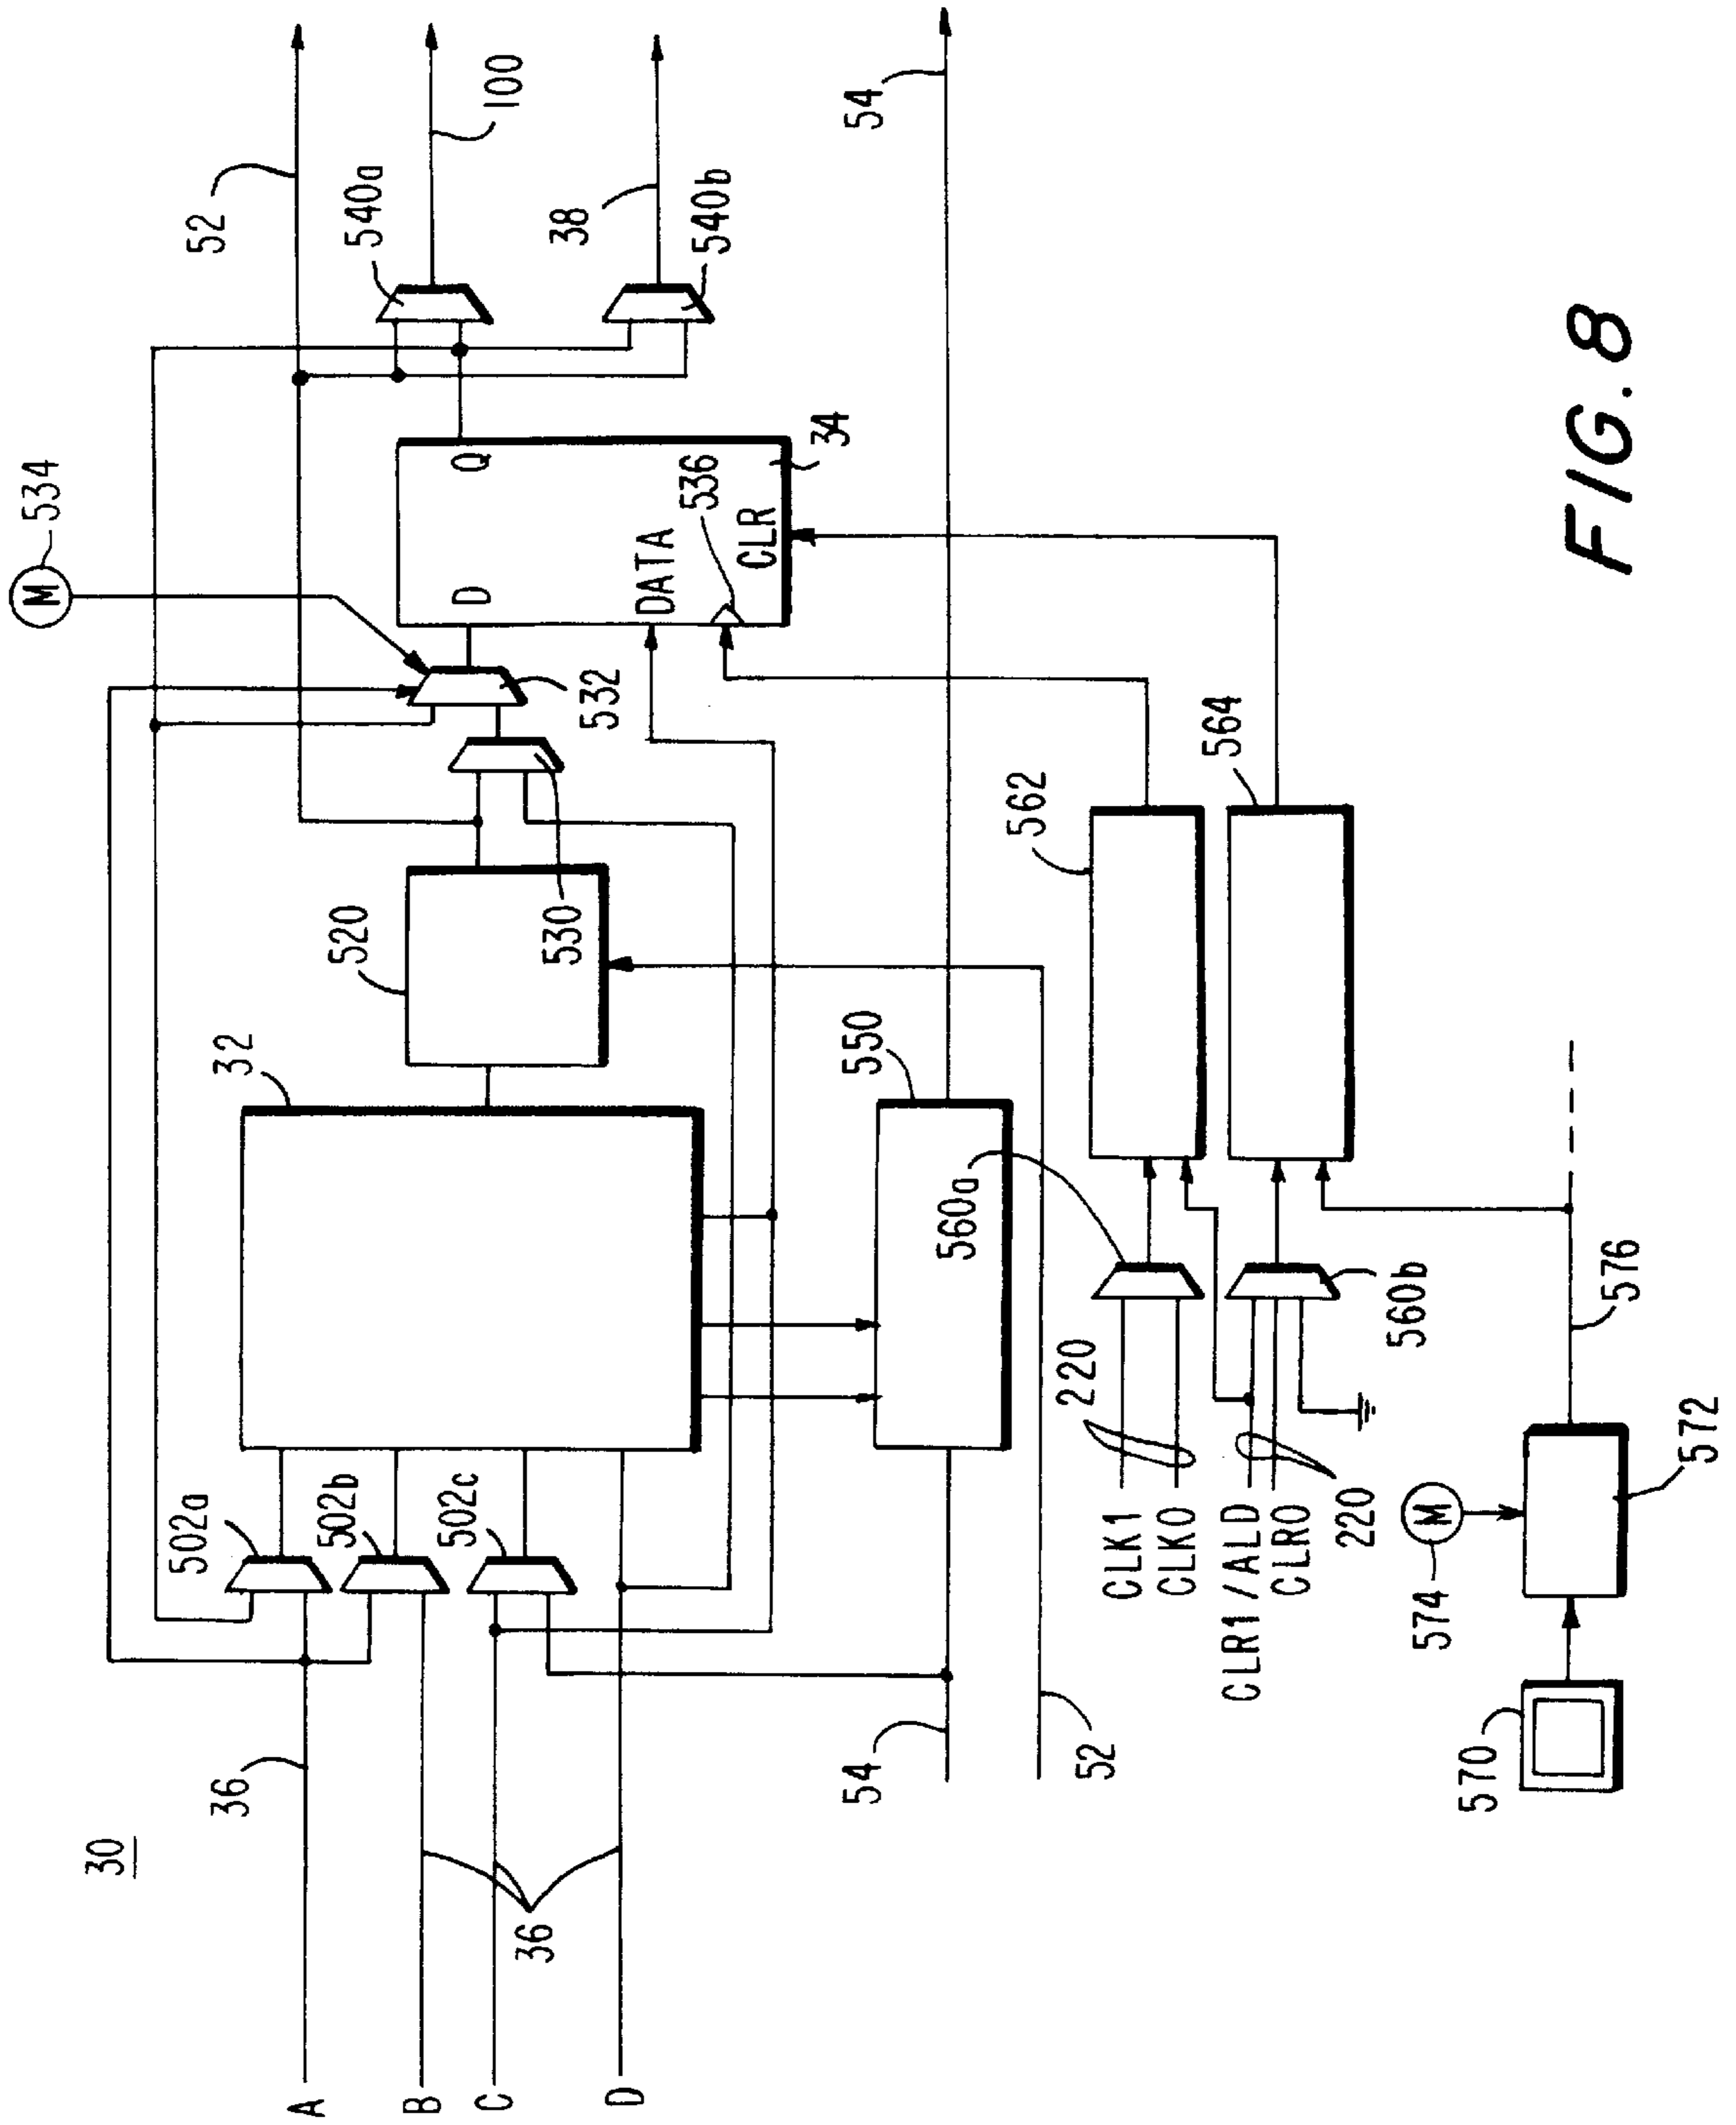 30
36
A
B
C
D
36
502a
502b
502c
32
520
530
532
M
534
D
Q
DATA
536
CLR
34
52
540a
100
38
540b
54
54
550
52
560a
220
CLK1
CLK0
CLR1/ALD
CLR0
220
560b
562
564
570
574
M
572
576
FIG. 8